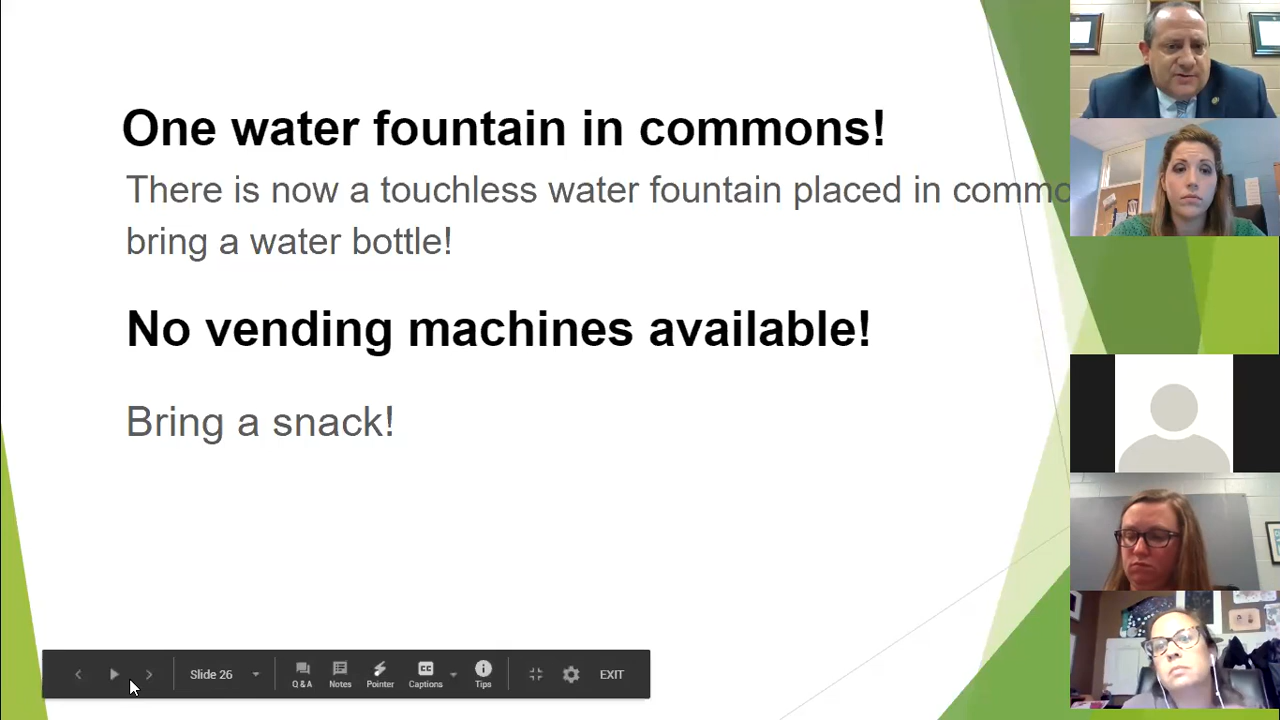 One water fountain in commons!
There is now a touchless water fountain placed in commo
bring a water bottle!
No vending machines available!
Bring a snack!
Slide 26
Q & A
Notes
Pointer
Captions
Tips
EXIT
CC